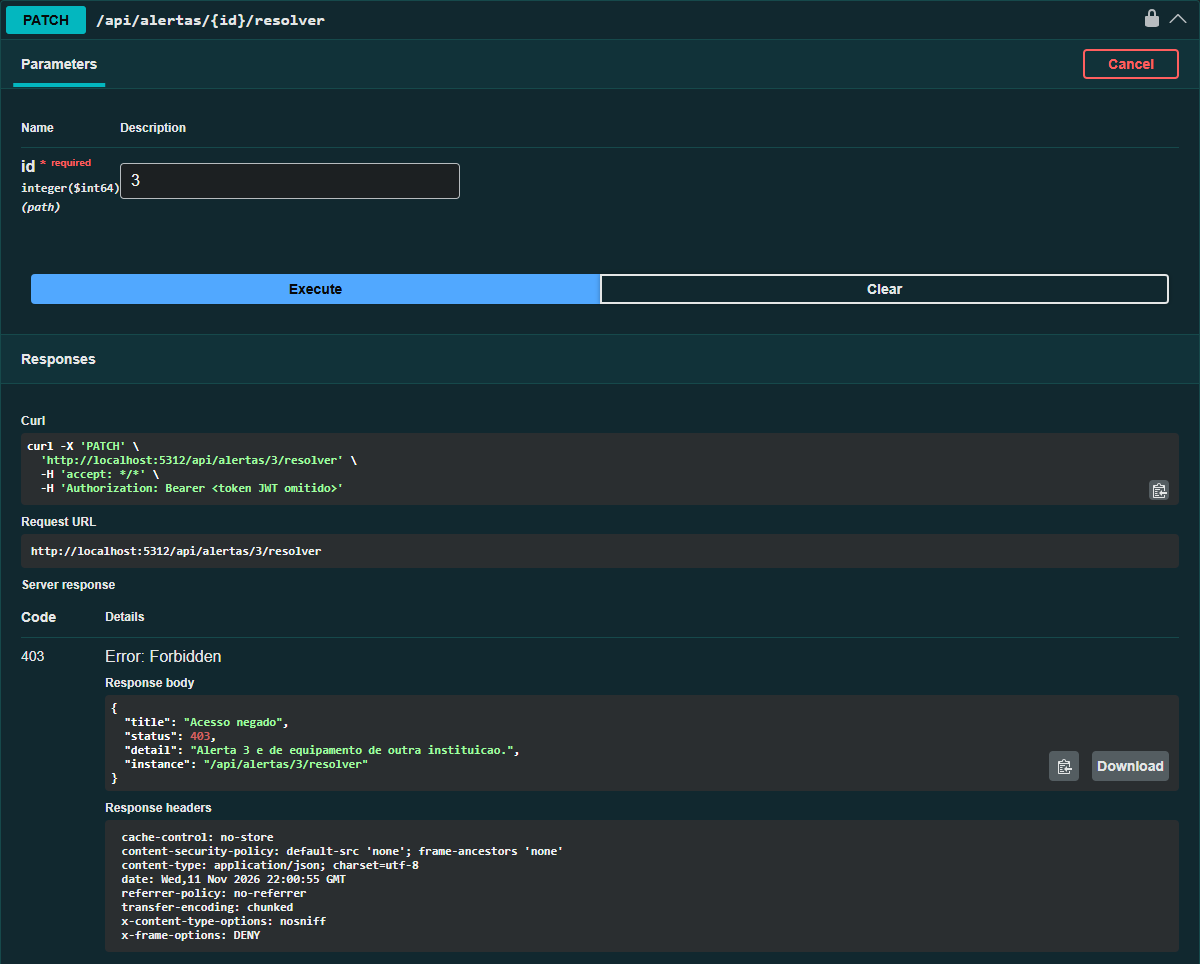 PATCH /api/alertas/{id}/resolver
Parameters
Cancel
Name Description
id * required
integer($int64)
(path)
3
Execute Clear
Responses
Curl
curl -X 'PATCH' \
'http://localhost:5312/api/alertas/3/resolver' \
-H 'accept: */*' \
-H 'Authorization: Bearer <token JWT omitido>'
Request URL
http://localhost:5312/api/alertas/3/resolver
Server response
Code Details
403 Error: Forbidden
Response body
{
"title": "Acesso negado",
"status": 403,
"detail": "Alerta 3 e de equipamento de outra instituicao.",
"instance": "/api/alertas/3/resolver"
}
Download
Response headers
cache-control: no-store
content-security-policy: default-src 'none'; frame-ancestors 'none'
content-type: application/json; charset=utf-8
date: Wed,11 Nov 2026 22:00:55 GMT
referrer-policy: no-referrer
transfer-encoding: chunked
x-content-type-options: nosniff
x-frame-options: DENY